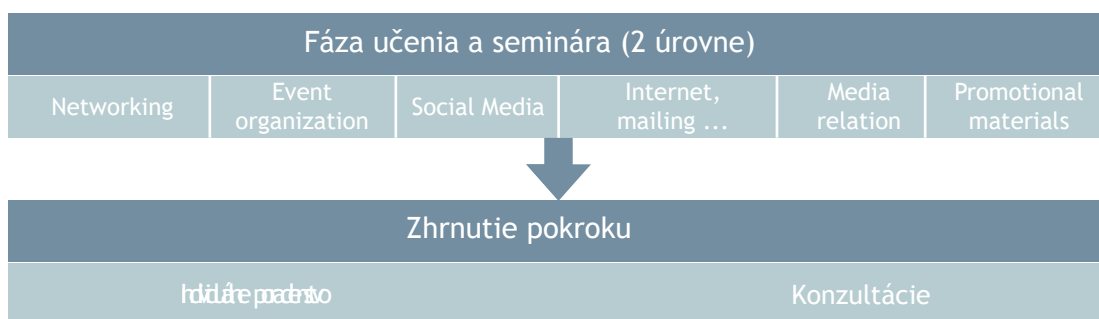 Fáza učenia a seminára (2 úrovne)
Networking
Event
organization
Social Media
Internet,
mailing ...
Media
relation
Promotional
materials
Zhrnutie pokroku
Konzultácie